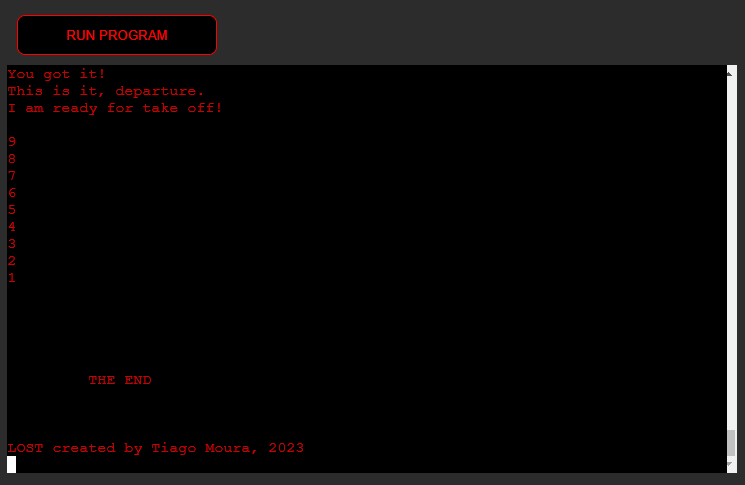 RUN PROGRAM
You got it!
This is it, departure.
I am ready for take off!
9
8
7
6
5
4
3
2
1
THE END
LOST created by Tiago Moura, 2023